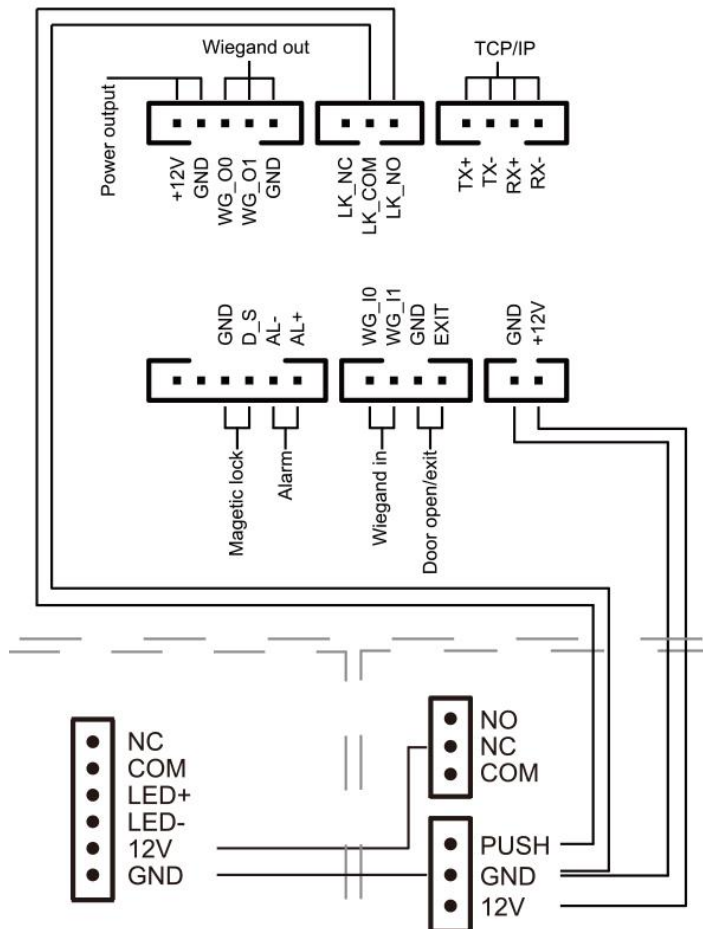 Wiegand out
TCP/IP
Power output
+12V
GND
WG_O0
WG_O1
GND
LK_NC
LK_COM
LK_NO
TX+
TX-
RX+
RX-
GND
D_S
AL-
AL+
WG_I0
WG_I1
GND
EXIT
GND
+12V
Magetic lock
Alarm
Wiegand in
Door open/exit
NC
COM
LED+
LED-
12V
GND
NO
NC
COM
PUSH
GND
12V